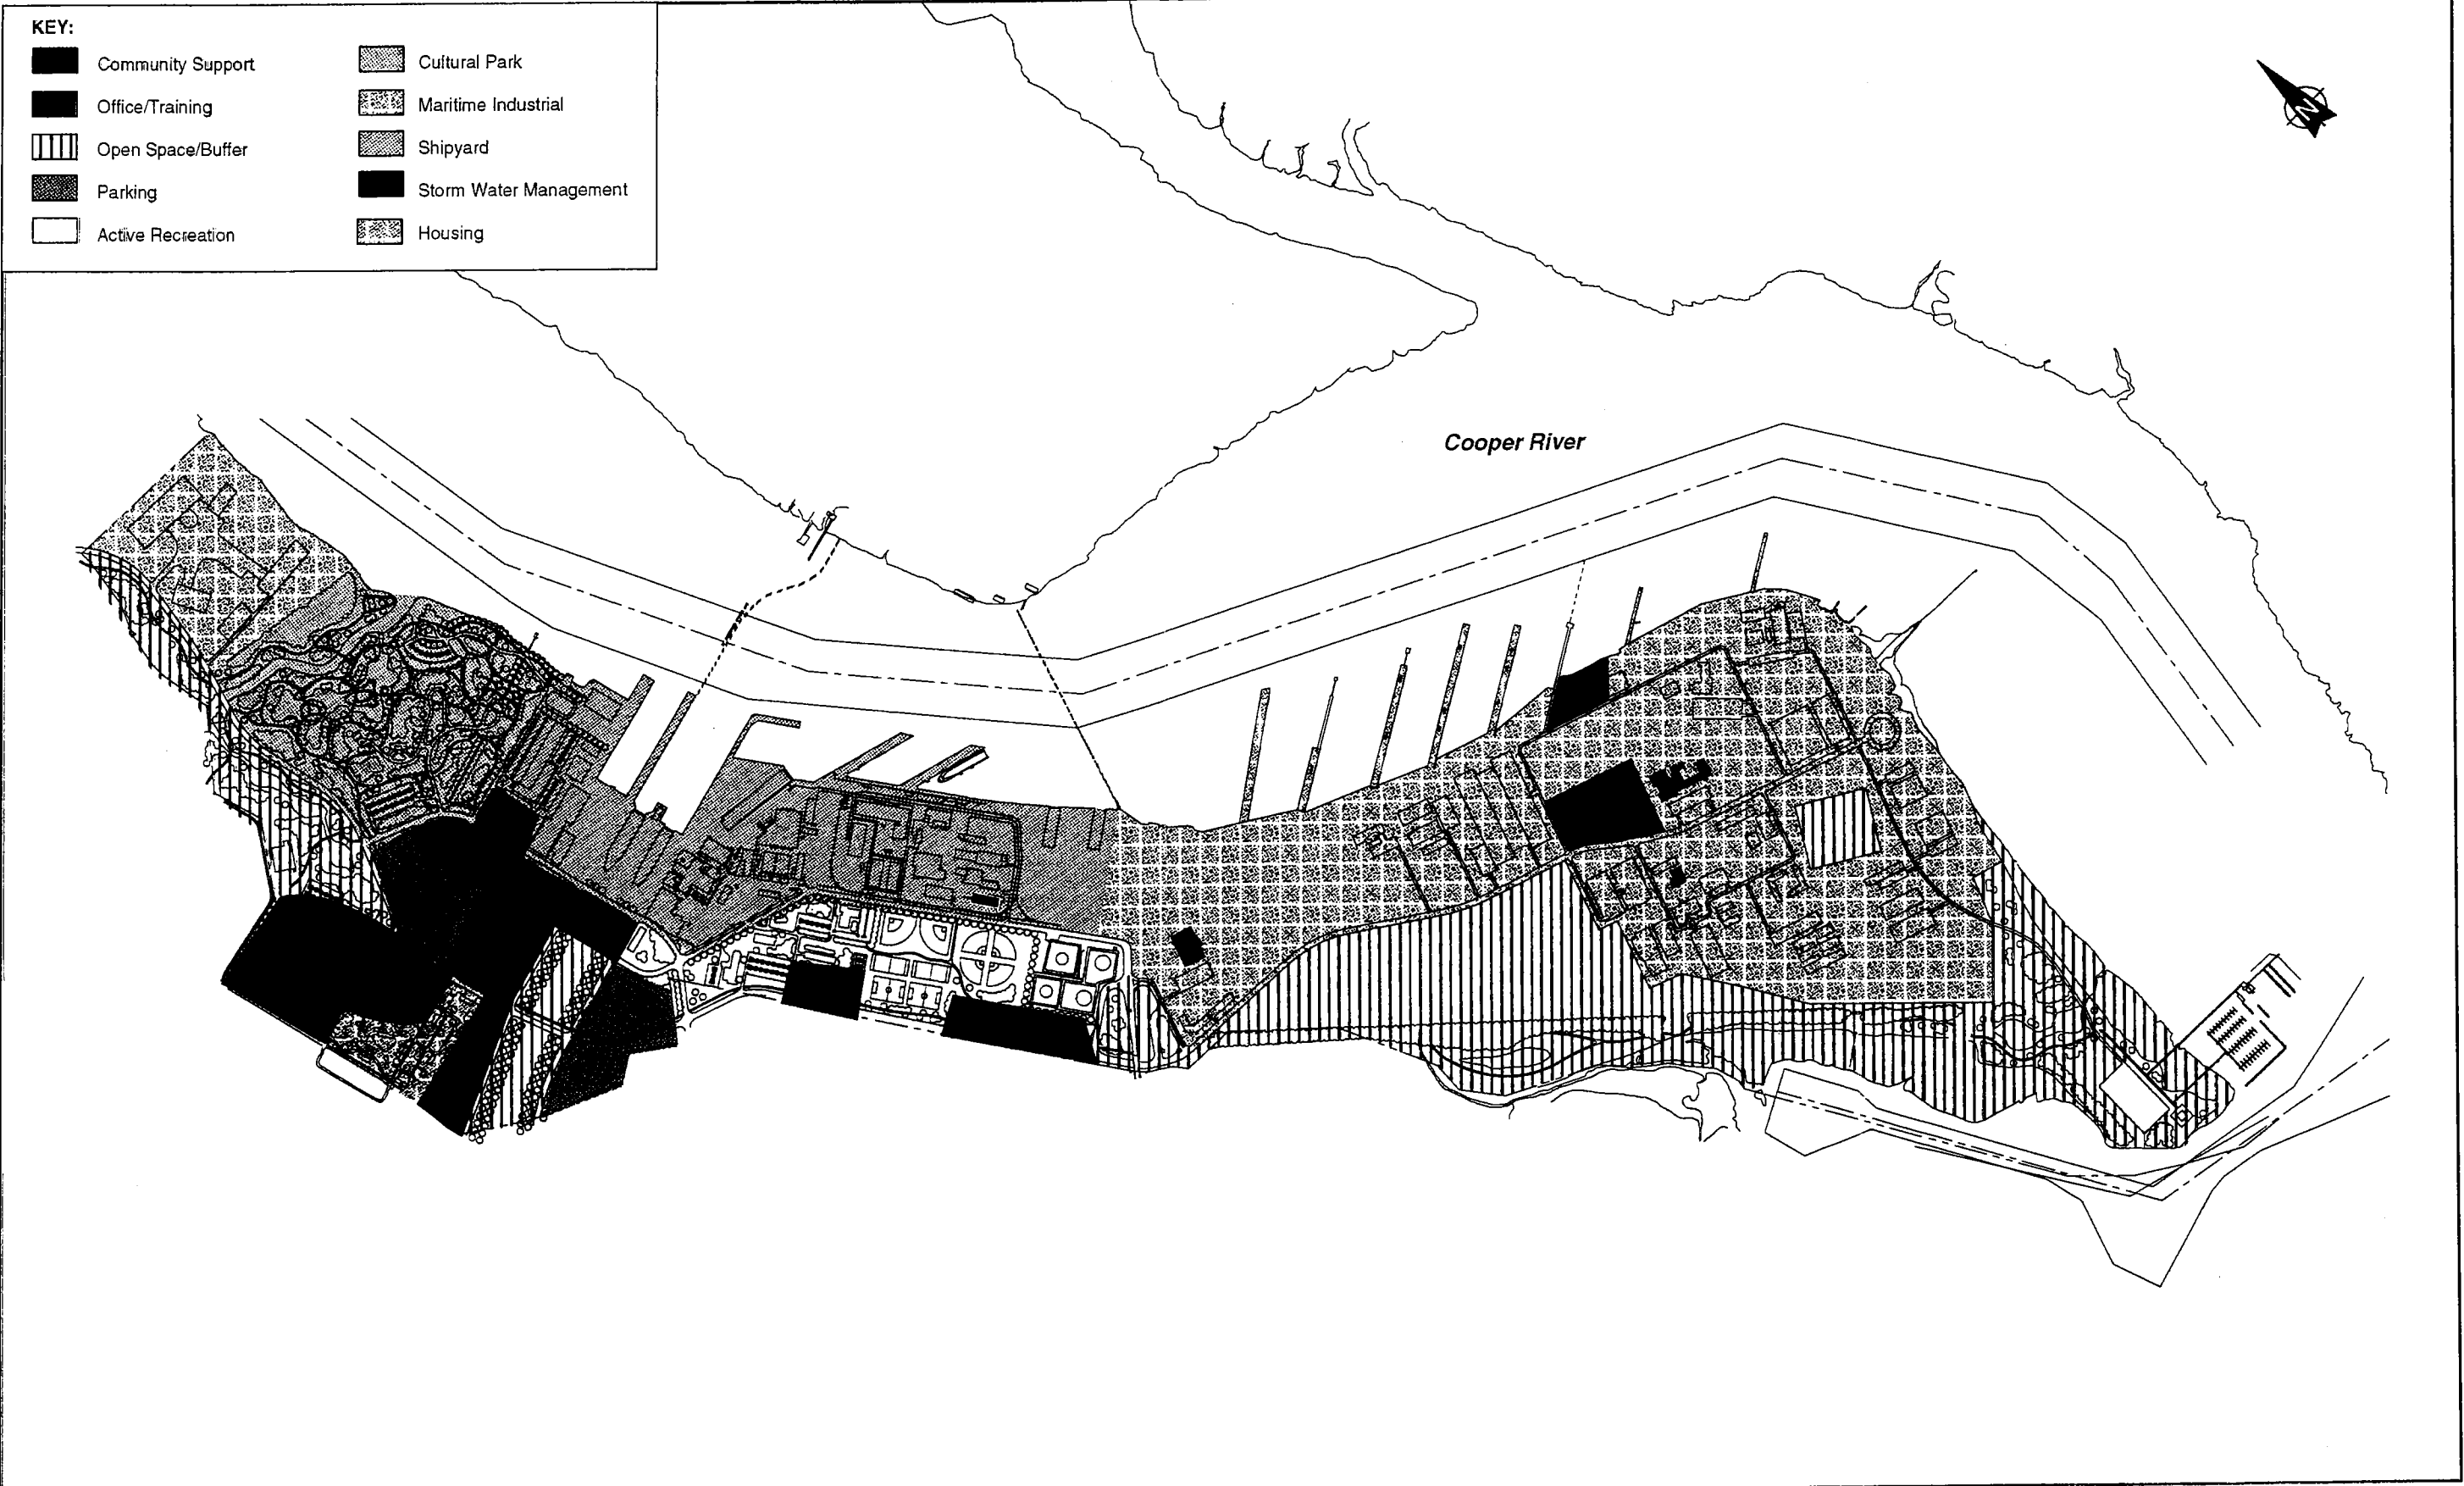 KEY:
Community Support
Office/Training
Open Space/Buffer
Parking
Active Recreation
Cultural Park
Maritime Industrial
Shipyard
Storm Water Management
Housing
N
Cooper River